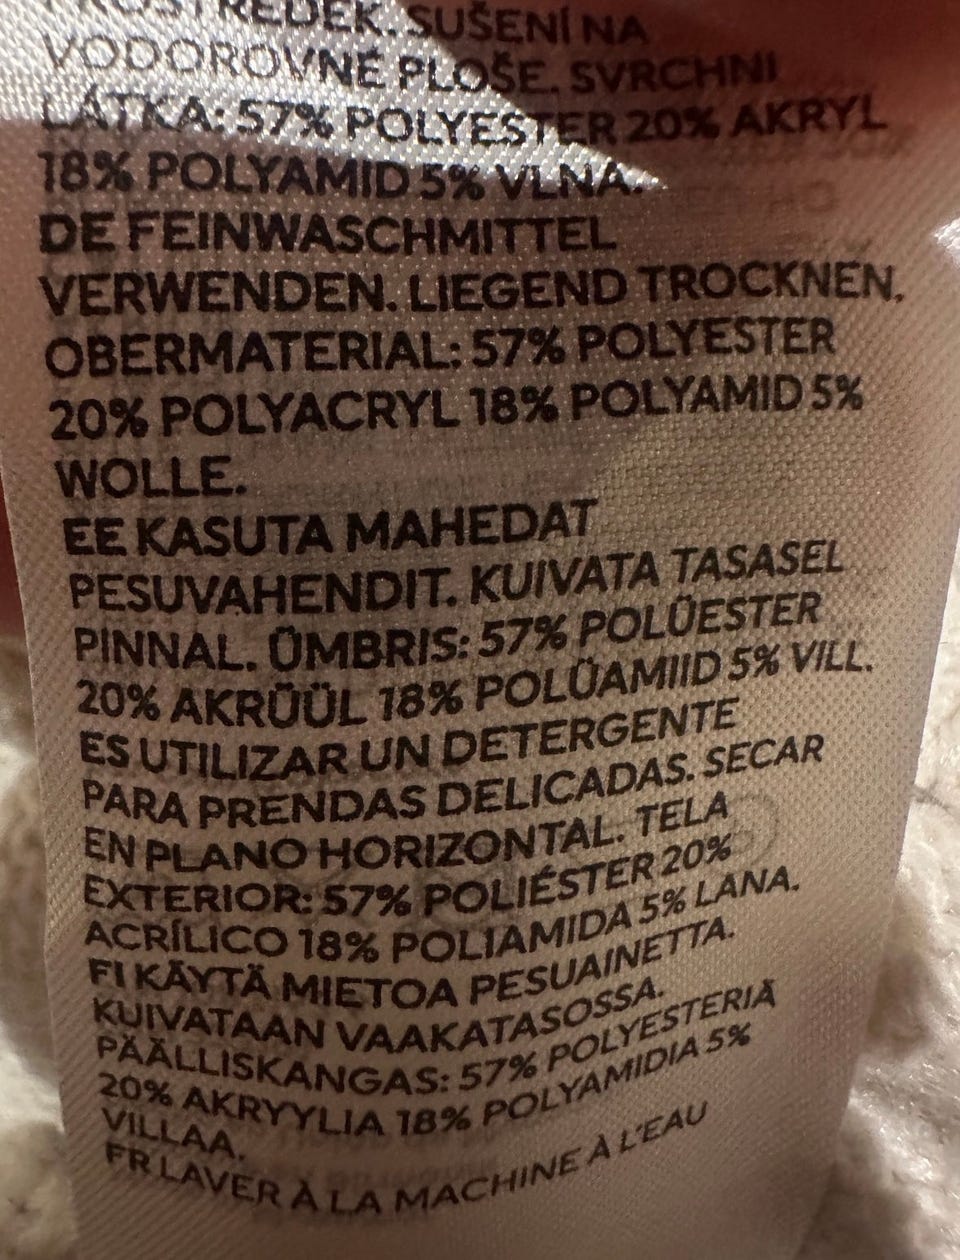 SUŠENÍ NA
VODOROVNÉ PLOŠE. SVRCHNI
LÁTKA: 57% POLYESTER 20% AKRYL
18% POLYAMID 5% VLNA.
DE FEINWASCHMITTEL
VERWENDEN. LIEGEND TROCKNEN.
OBERMATERIAL: 57% POLYESTER
20% POLYACRYL 18% POLYAMID 5%
WOLLE.
EE KASUTA MAHEDAT
PESUVAHENDIT. KUIVATA TASASEL
PINNAL. ÜMBRIS: 57% POLÜESTER
20% AKRÜÜL 18% POLÜAMIID 5% VILL.
ES UTILIZAR UN DETERGENTE
PARA PRENDAS DELICADAS. SECAR
EN PLANO HORIZONTAL. TELA
EXTERIOR: 57% POLIÉSTER 20%
ACRÍLICO 18% POLIAMIDA 5% LANA.
FI KÄYTÄ MIETOA PESUAINETTA.
KUIVATAAN VAAKATASOSSA.
PÄÄLLISKANGAS: 57% POLYESTERIÄ
20% AKRYYLIA 18% POLYAMIDIA 5%
VILLAA.
FR LAVER À LA MACHINE À L'EAU